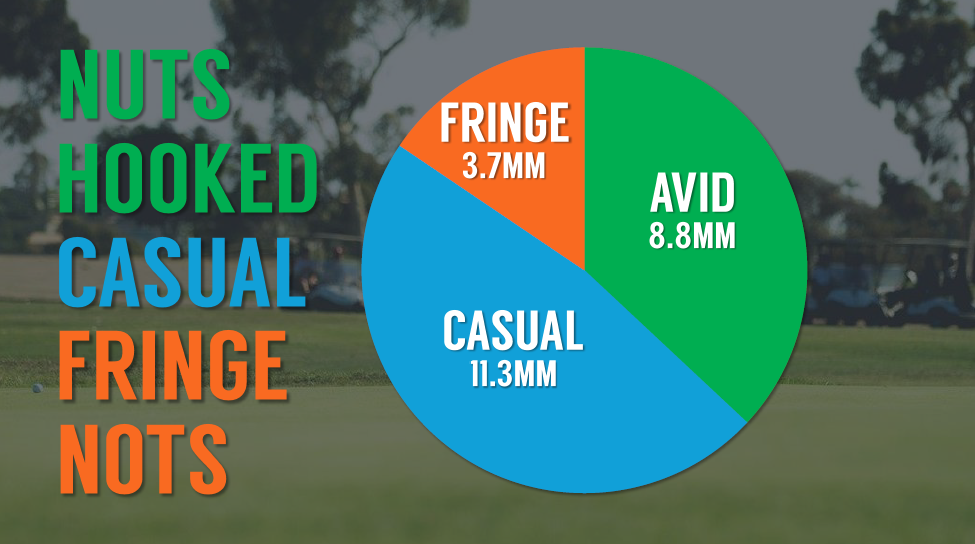 NUTS
HOOKED
CASUAL
FRINGE
NOTS
FRINGE
3.7MM
AVID
8.8MM
CASUAL
11.3MM